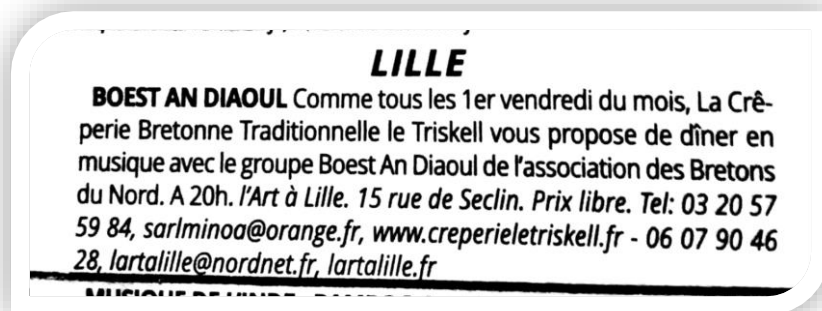 LILLE
BOEST AN DIAOUL Comme tous les 1er vendredi du mois, La Crê-
perie Bretonne Traditionnelle le Triskell vous propose de dîner en
musique avec le groupe Boest An Diaoul de l'association des Bretons
du Nord. A 20h. l'Art à Lille. 15 rue de Seclin. Prix libre. Tel: 03 20 57
59 84, sarlminoa@orange.fr, www.creperieletriskell.fr - 06 07 90 46
28, lartalille@nordnet.fr, lartalille.fr